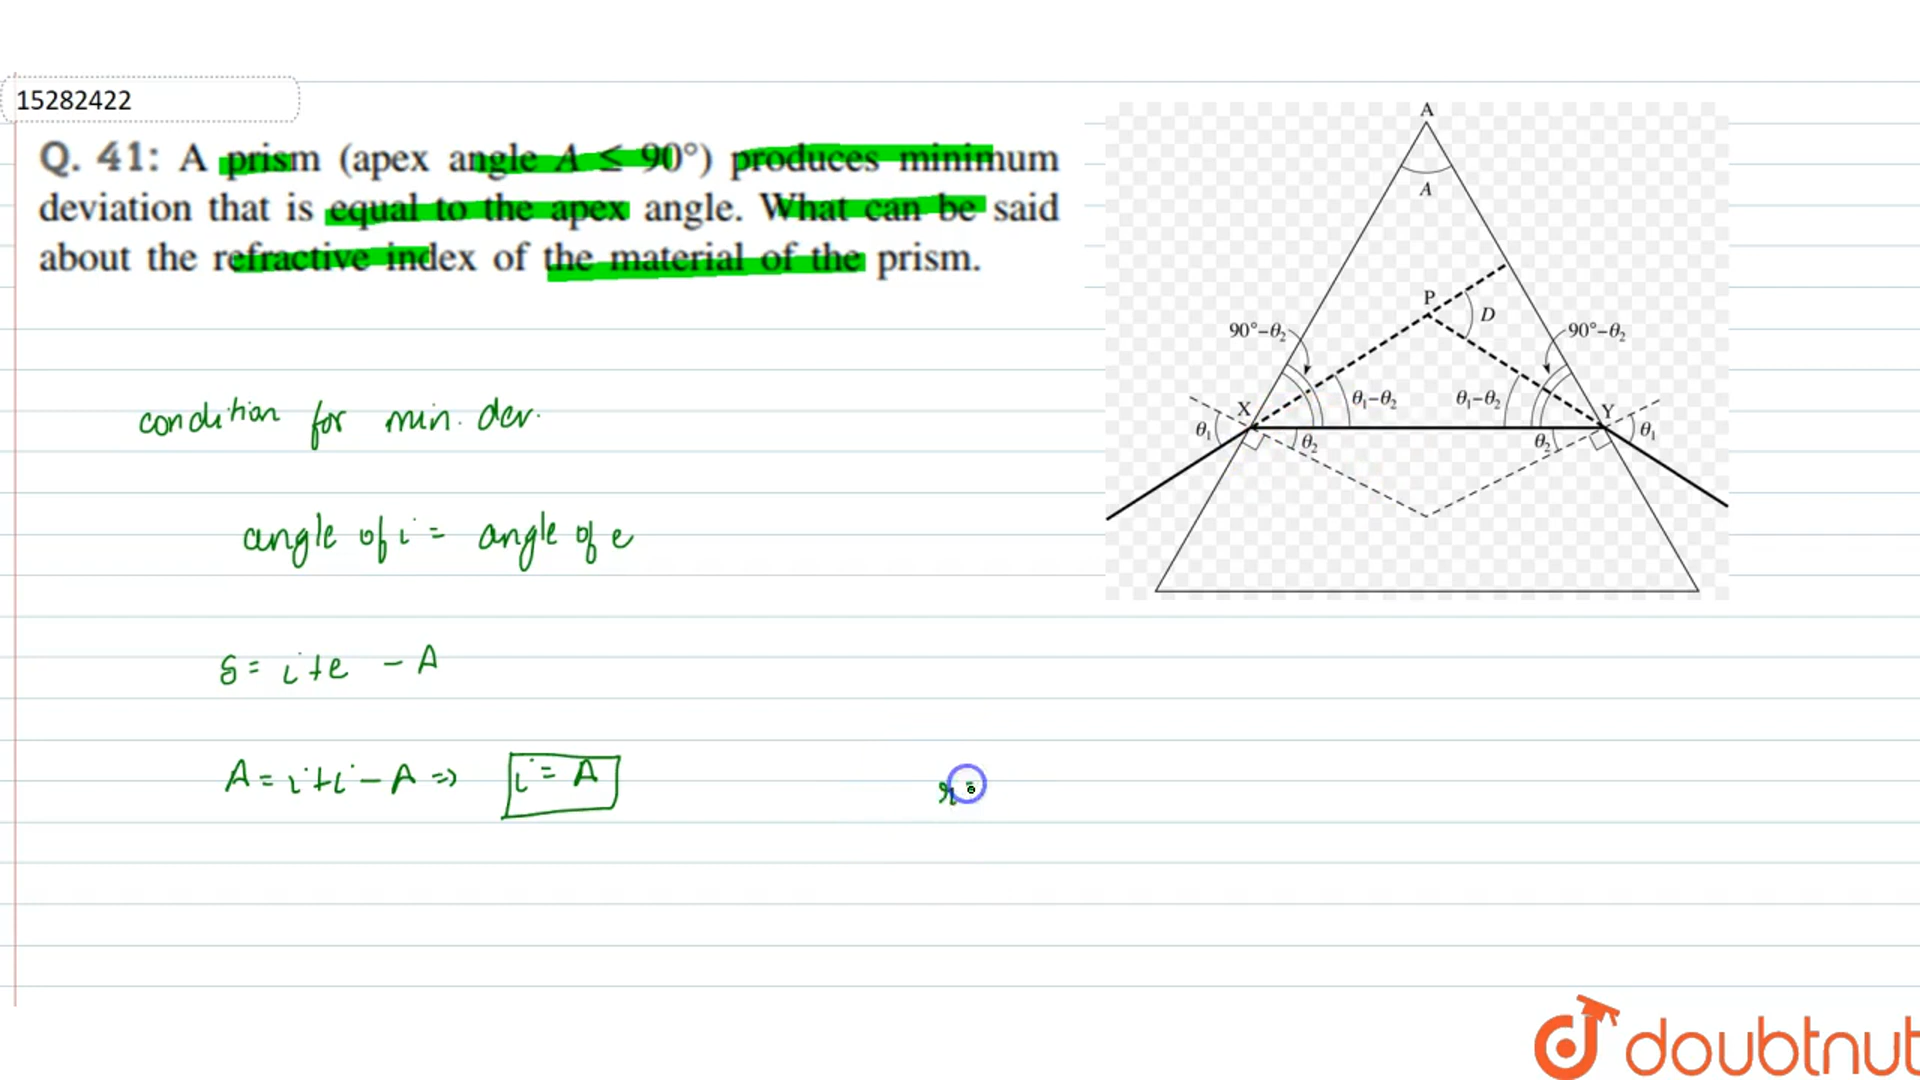 15282422
Q. 41: A prism (apex angle A ≤ 90°) produces minimum
deviation that is equal to the apex angle. What can be said
about the refractive index of the material of the prism.
condition for min. dev.
angle of i = angle of e
δ = i + e - A
A = i + i - A ⇒ i = A
r =
A
A
P
D
90°–θ₂
90°–θ₂
θ₁–θ₂
θ₁–θ₂
X
Y
θ₁
θ₂
θ₂
θ₁
doubtnut